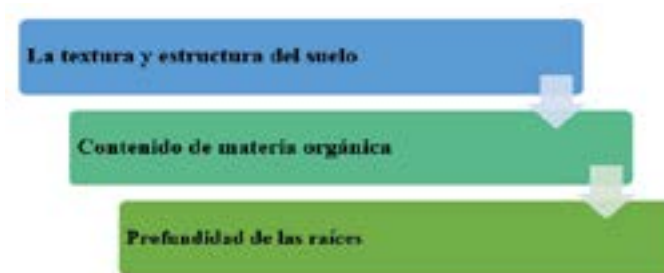 La textura y estructura del suelo
Contenido de materia orgánica
Profundidad de las raíces